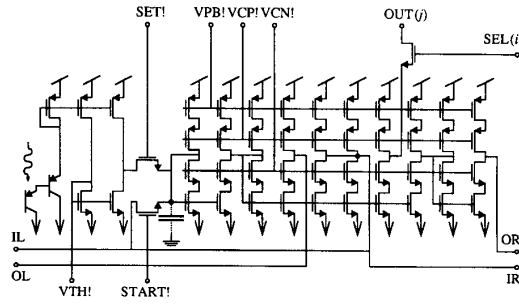 SET!
VPB! VCP! VCN!
OUT(j)
SEL(i
IL
OL
VTH!
START!
OR
IR